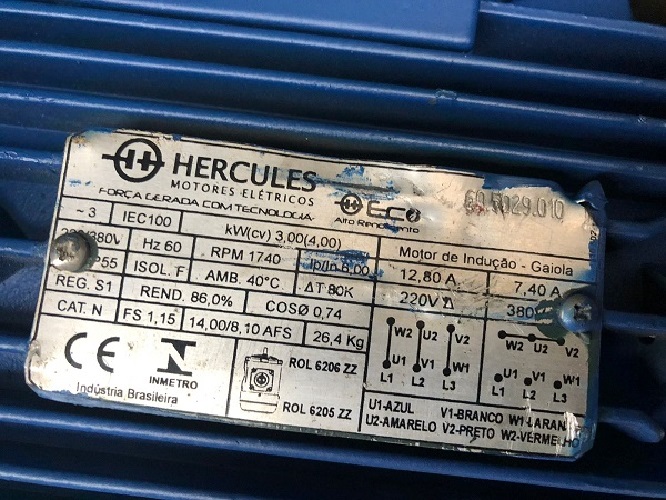 HERCULES
MOTORES ELÉTRICOS
FORÇA GERADA COM TECNOLOGIA
ECO
Alto Rendimento
60.5029.010
~3 IEC100 kW(cv) 3,00(4,00) Motor de Indução - Gaiola
/380V Hz 60 RPM 1740 Ip/In 8,00 12,80 A 7,40 A
P55 ISOL. F AMB. 40°C ΔT 80K 220V Δ 380
REG. S1 REND. 86,0% COSØ 0,74
CAT. N FS 1,15 14,00/8,10 AFS 26,4 Kg
W2 U2 V2 W2 U2 V2
U1 V1 W1 U1 V1 W1
L1 L2 L3 L1 L2 L3
CE
INMETRO
Indústria Brasileira
ROL 6206 ZZ
ROL 6205 ZZ
U1-AZUL V1-BRANCO W1-LARAN
U2-AMARELO V2-PRETO W2-VERMELHO